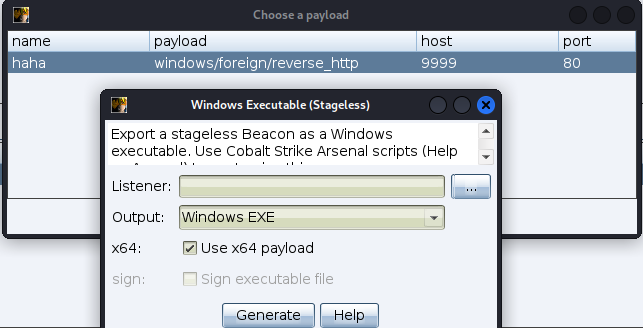 Choose a payload
name payload host port
haha windows/foreign/reverse_http 9999 80
Windows Executable (Stageless)
Export a stageless Beacon as a Windows
executable. Use Cobalt Strike Arsenal scripts (Help
Listener: ...
Output: Windows EXE
x64: Use x64 payload
sign: Sign executable file
Generate Help